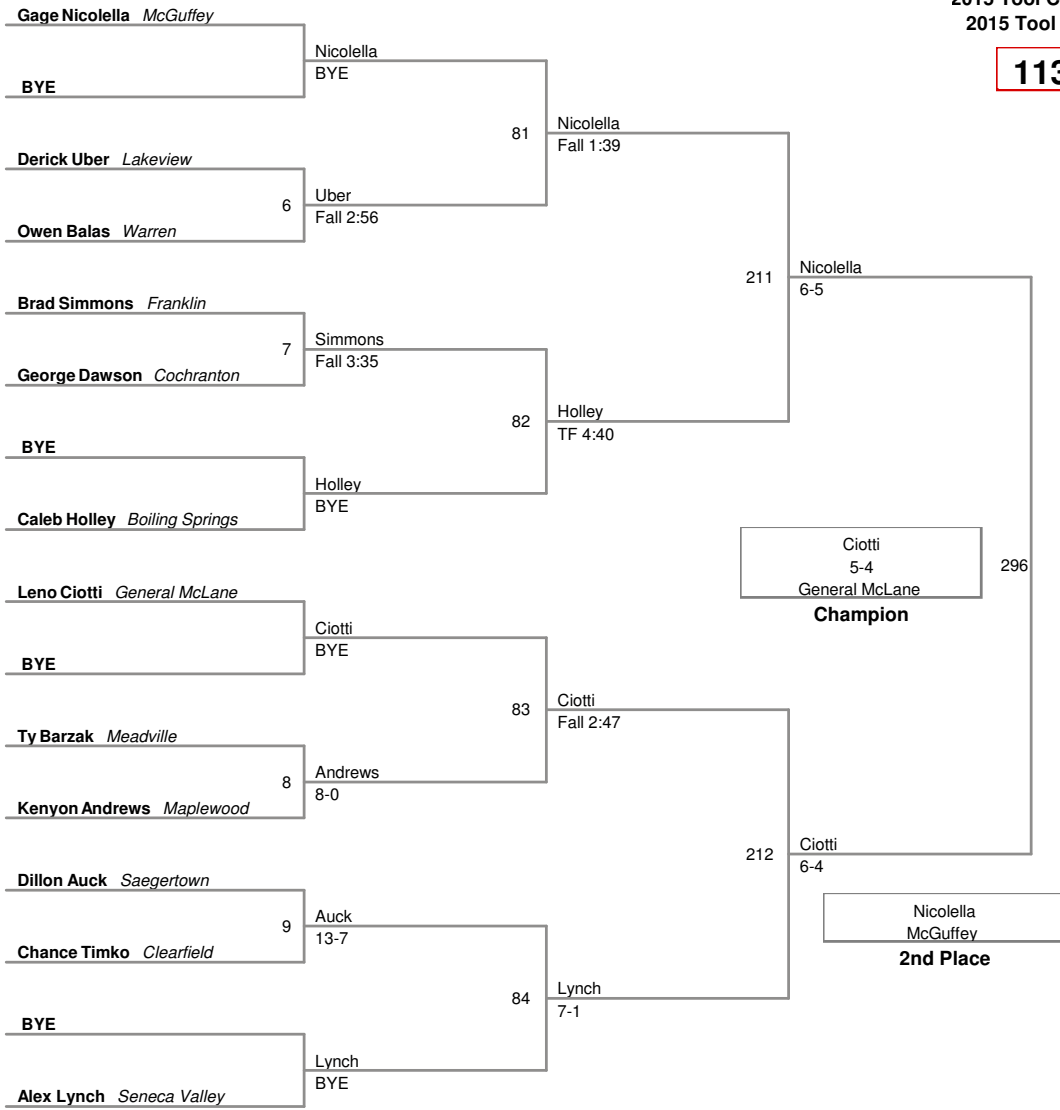 2015 Tool
113
Gage Nicolella McGuffey
BYE
Derick Uber Lakeview
Owen Balas Warren
Brad Simmons Franklin
George Dawson Cochranton
BYE
Caleb Holley Boiling Springs
Leno Ciotti General McLane
BYE
Ty Barzak Meadville
Kenyon Andrews Maplewood
Dillon Auck Saegertown
Chance Timko Clearfield
BYE
Alex Lynch Seneca Valley
Nicolella
BYE
6
Uber
Fall 2:56
7
Simmons
Fall 3:35
Holley
BYE
Ciotti
BYE
8
Andrews
8-0
9
Auck
13-7
Lynch
BYE
81
Nicolella
Fall 1:39
82
Holley
TF 4:40
83
Ciotti
Fall 2:47
84
Lynch
7-1
211
Nicolella
6-5
212
Ciotti
6-4
296
Ciotti
5-4
General McLane
Champion
Nicolella
McGuffey
2nd Place